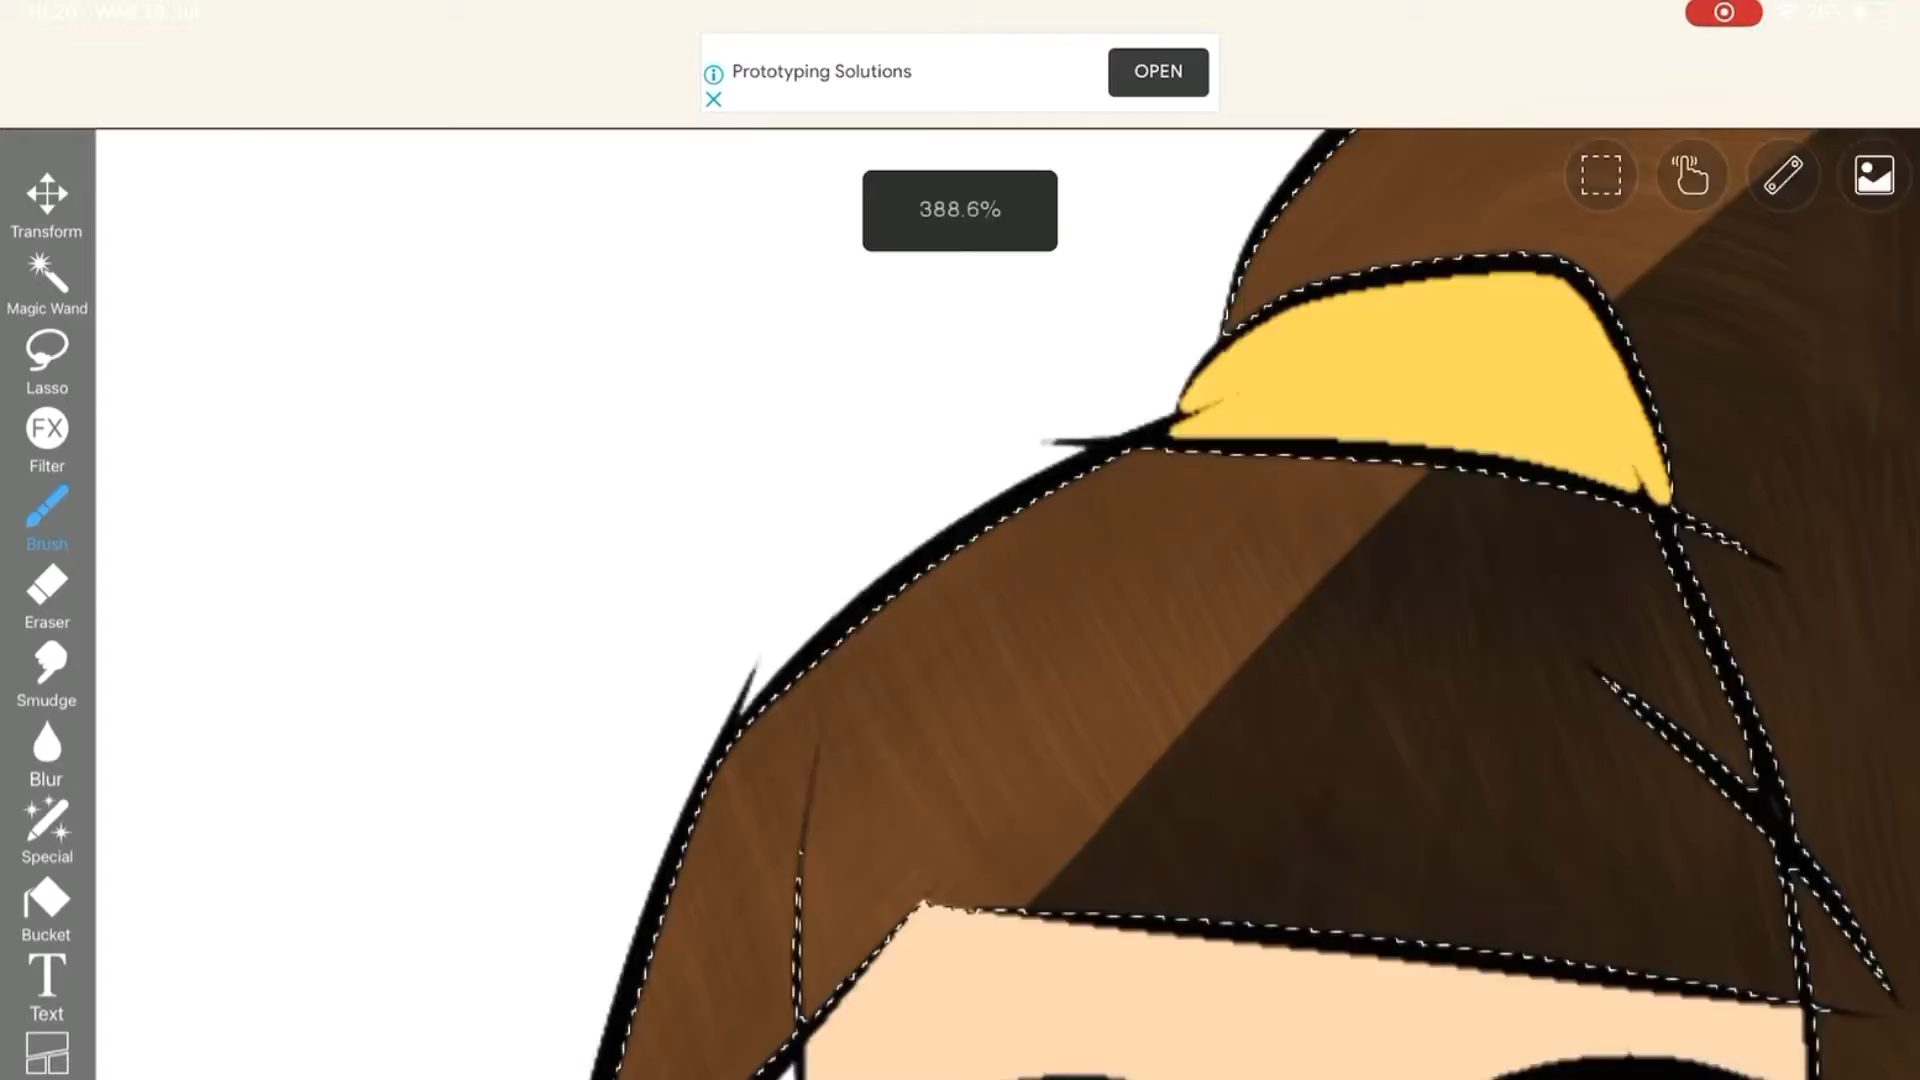 Prototyping Solutions
OPEN
388.6%
Transform
Magic Wand
Lasso
FX
Filter
Brush
Eraser
Smudge
Blur
Special
Bucket
T
Text